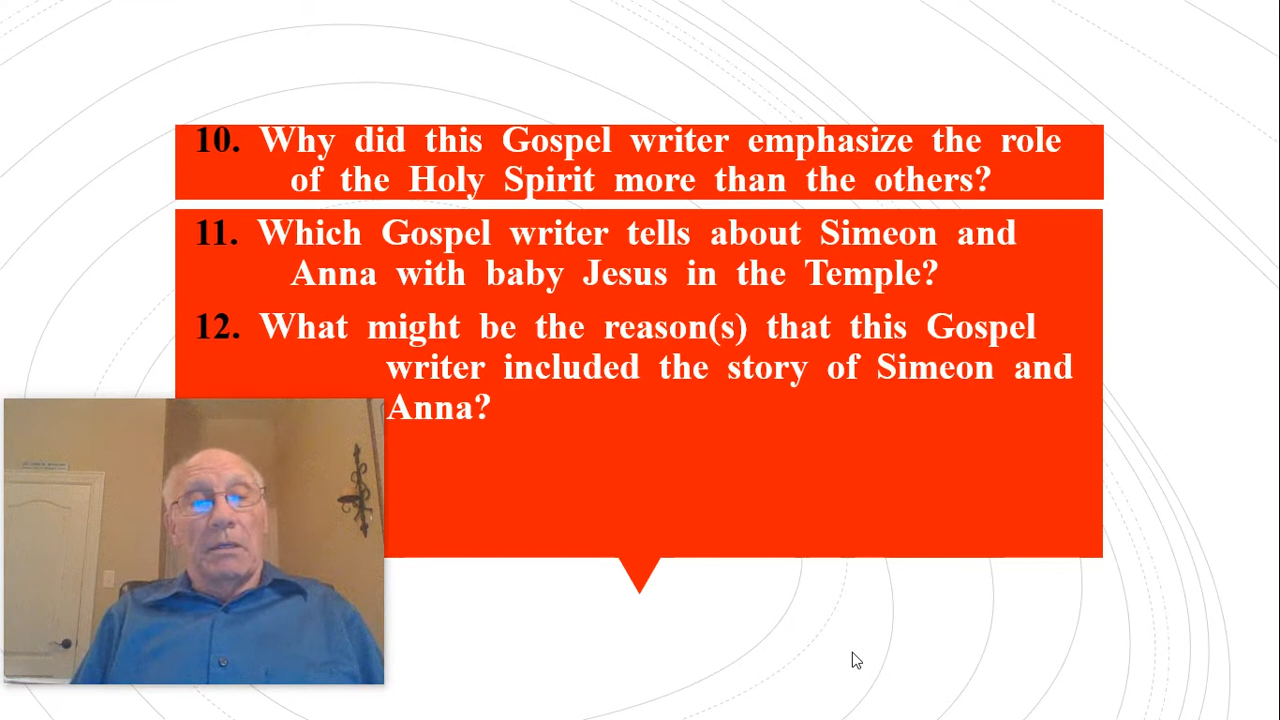 10. Why did this Gospel writer emphasize the role
of the Holy Spirit more than the others?
11. Which Gospel writer tells about Simeon and
Anna with baby Jesus in the Temple?
12. What might be the reason(s) that this Gospel
writer included the story of Simeon and
Anna?